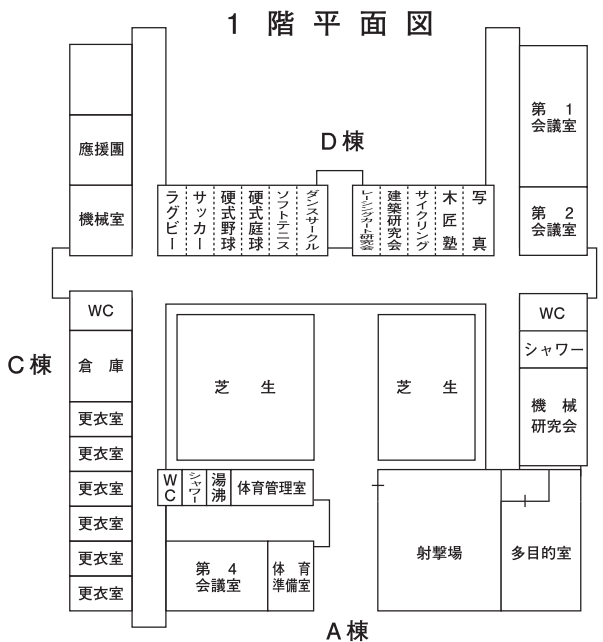 1 階 平 面 図
第 1
会議室
應援團
D棟
機械室
ラグビー
サッカー
硬式野球
硬式庭球
ソフトテニス
ダンスサークル
レーシングカート研究会
建築研究会
サイクリング
木匠塾
写真
第 2
会議室
WC
WC
シャワー
C棟
倉 庫
芝 生
芝 生
機 械
研究会
更衣室
更衣室
更衣室
更衣室
更衣室
更衣室
WC
シャワー
湯沸
体育管理室
第 4
会議室
体 育
準備室
射撃場
多目的室
A棟